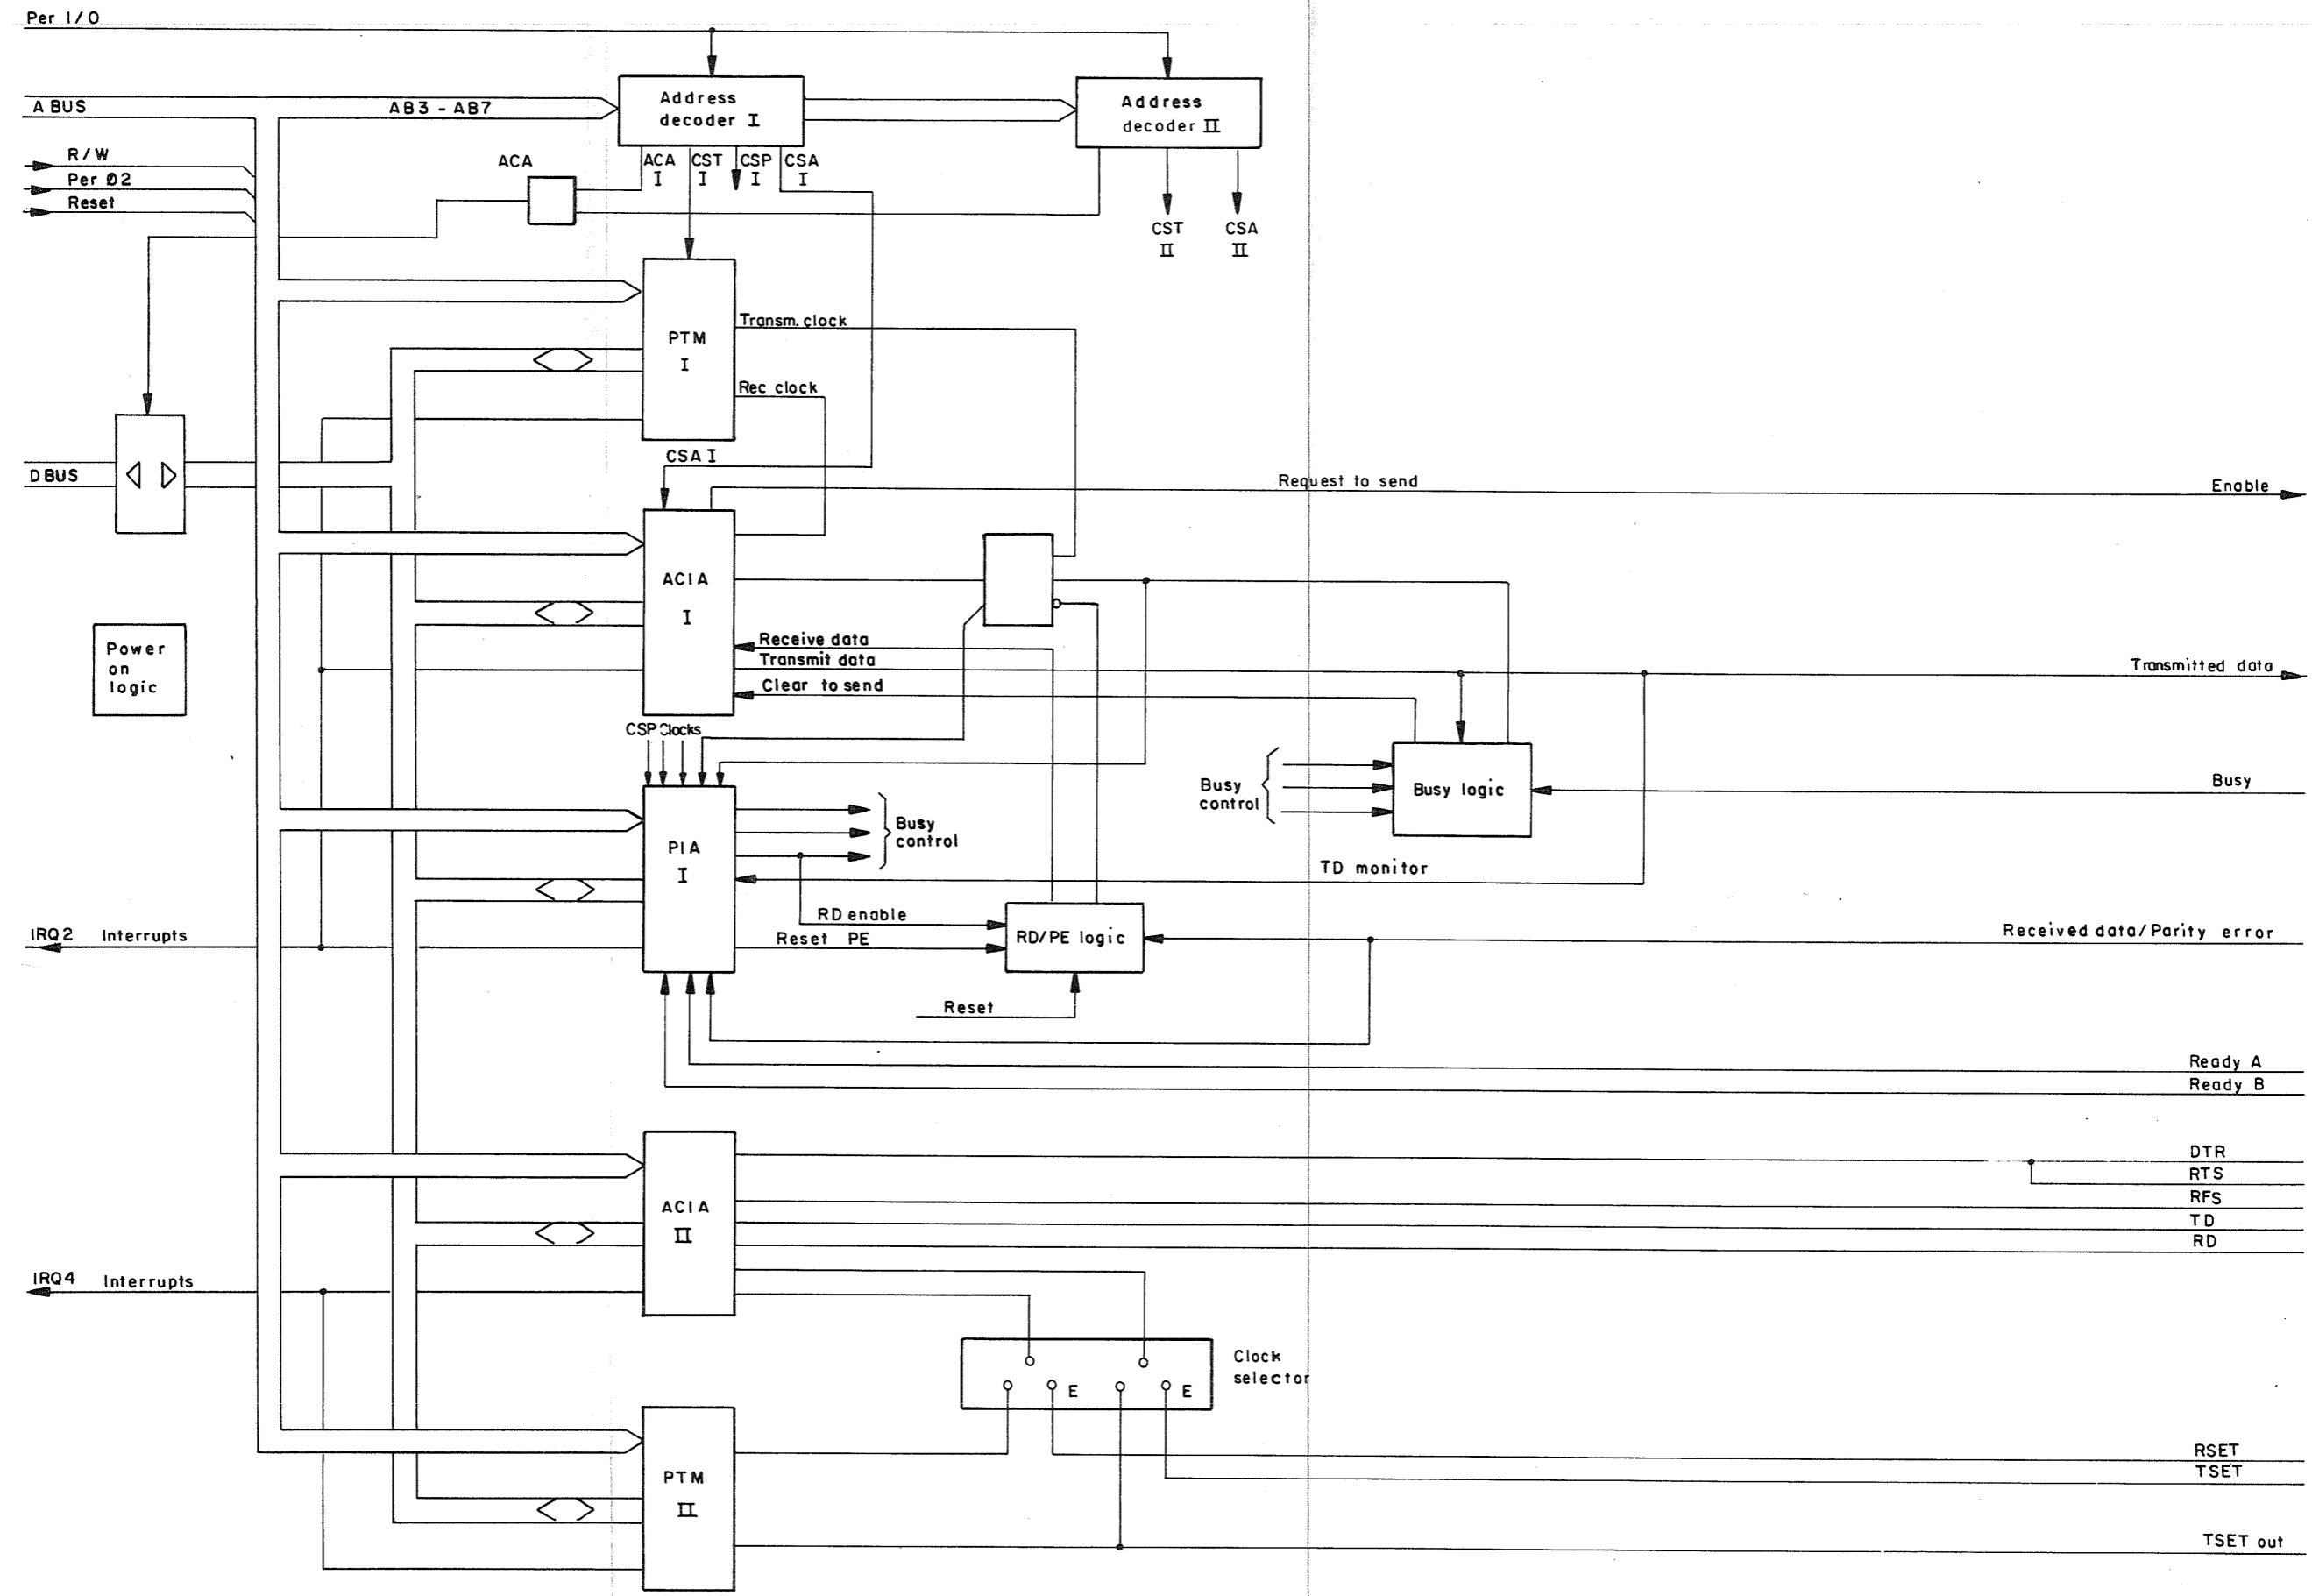 Per I/O
A BUS
AB3 - AB7
Address
decoder I
Address
decoder II
R/W
Per Ø2
Reset
ACA
ACA
I
CST
I
CSP
I
CSA
I
CST
II
CSA
II
PTM
I
Transm. clock
Rec clock
CSA I
D BUS
Request to send
Enable
ACIA
I
Receive data
Transmit data
Clear to send
Transmitted data
Power
on
logic
CSP Clocks
PIA
I
Busy
control
Busy
control
Busy logic
Busy
TD monitor
RD enable
Reset PE
RD/PE logic
Received data/Parity error
IRQ2 Interrupts
Reset
Ready A
Ready B
ACIA
II
DTR
RTS
RFS
TD
RD
IRQ4 Interrupts
Clock
selector
E
E
PTM
II
RSET
TSET
TSET out